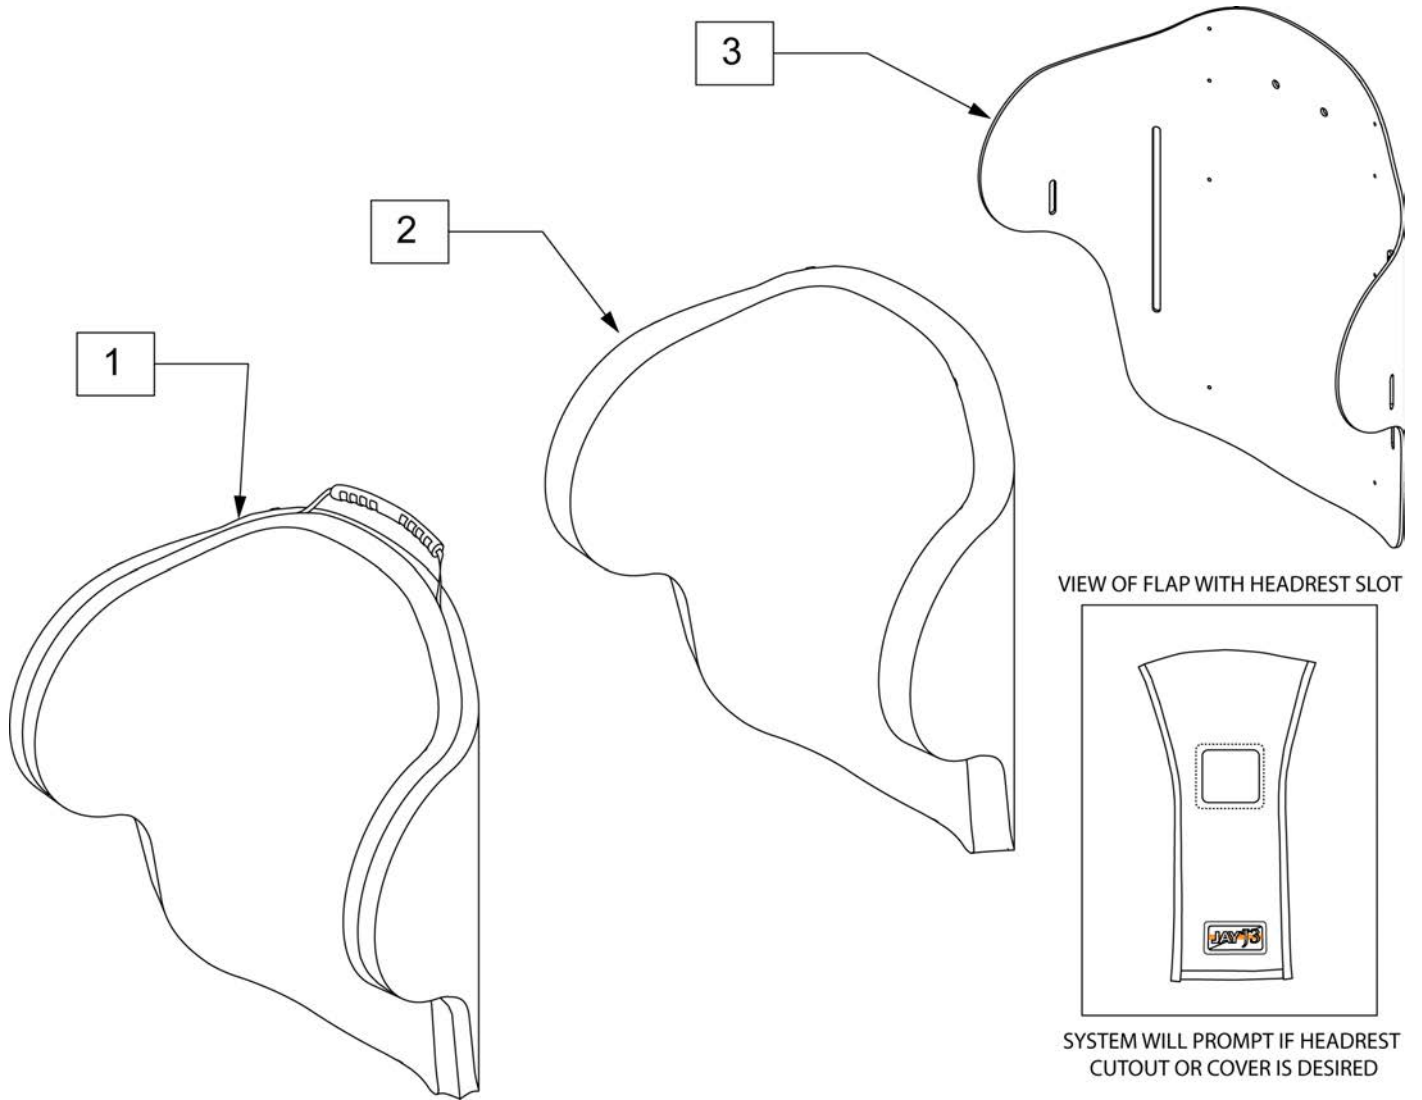 3
2
1
VIEW OF FLAP WITH HEADREST SLOT
JAY J3
SYSTEM WILL PROMPT IF HEADREST
CUTOUT OR COVER IS DESIRED